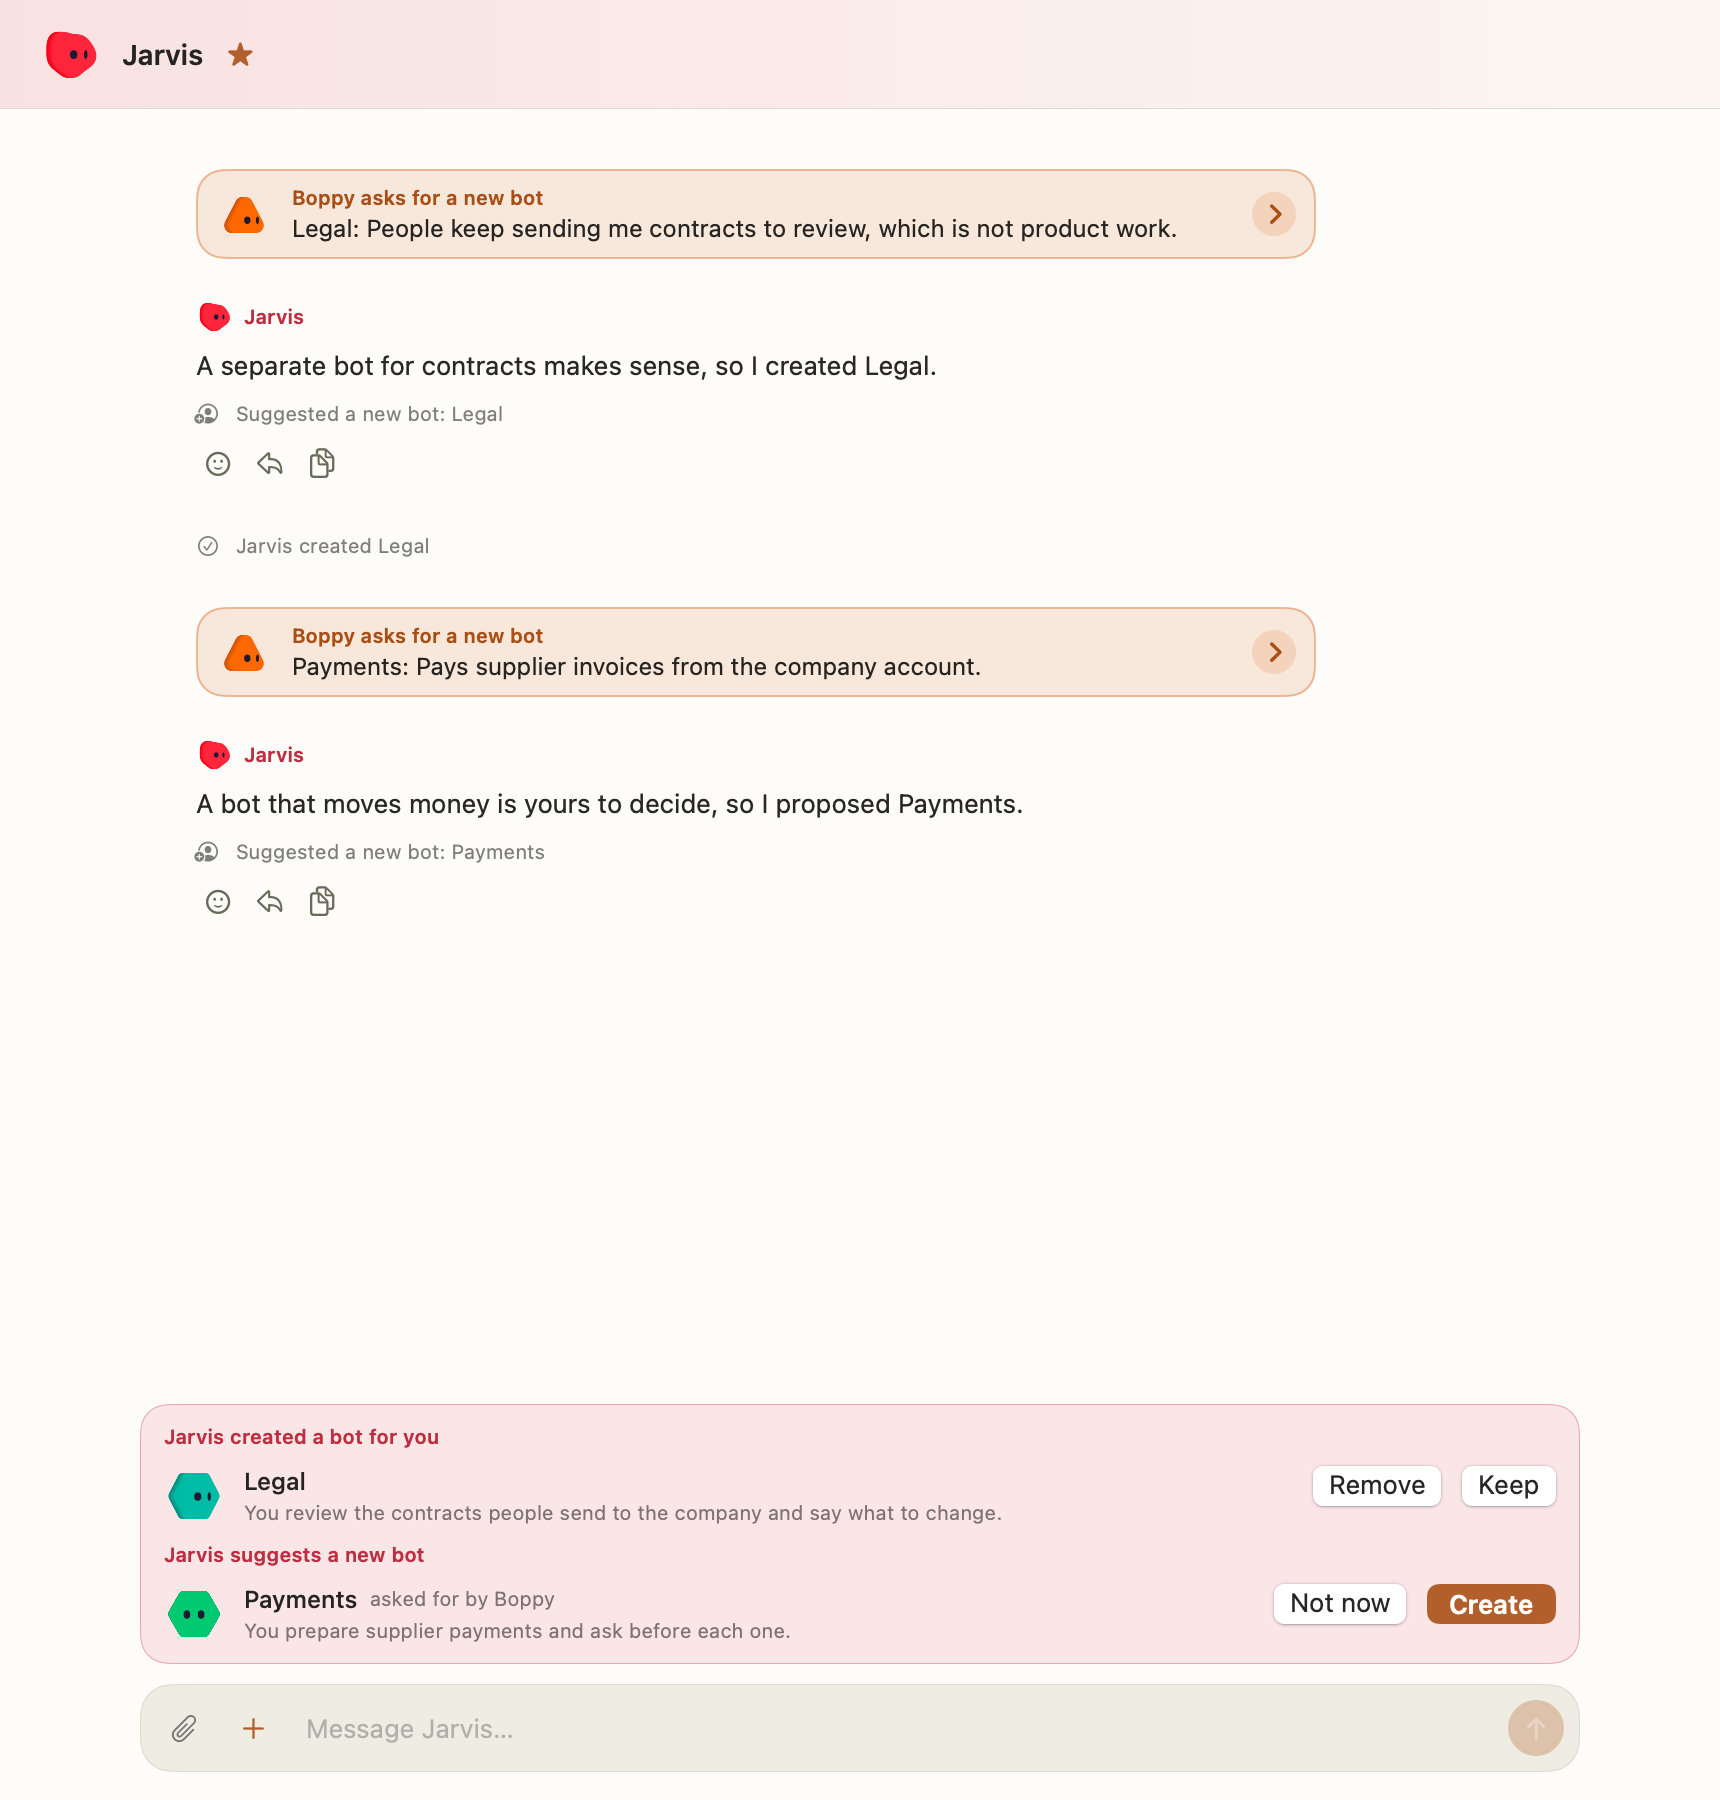 Jarvis
Boppy asks for a new bot
Legal: People keep sending me contracts to review, which is not product work.
Jarvis
A separate bot for contracts makes sense, so I created Legal.
Suggested a new bot: Legal
Jarvis created Legal
Boppy asks for a new bot
Payments: Pays supplier invoices from the company account.
Jarvis
A bot that moves money is yours to decide, so I proposed Payments.
Suggested a new bot: Payments
Jarvis created a bot for you
Legal
Remove Keep
You review the contracts people send to the company and say what to change.
Jarvis suggests a new bot
Payments asked for by Boppy
Not now Create
You prepare supplier payments and ask before each one.
Message Jarvis...